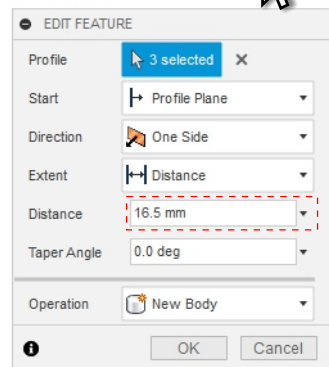 EDIT FEATURE
Profile 3 selected
Start Profile Plane
Direction One Side
Extent Distance
Distance 16.5 mm
Taper Angle 0.0 deg
Operation New Body
OK Cancel